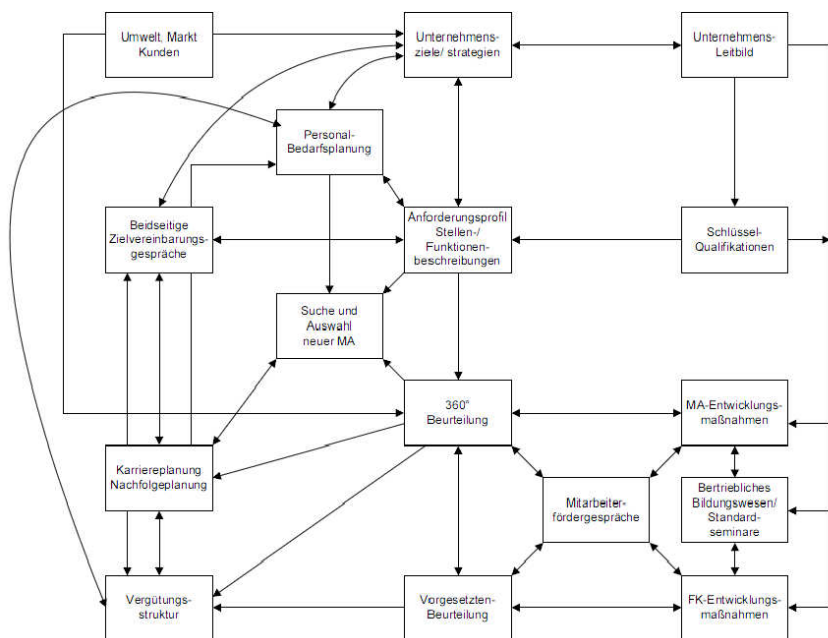 Umwelt, Markt
Kunden
Unternehmens-
ziele/ strategien
Unternehmens-
Leitbild
Personal-
Bedarfsplanung
Beidseitige
Zielvereinbarungs-
gespräche
Anforderungsprofil
Stellen-/
Funktionen-
beschreibungen
Schlüssel-
Qualifikationen
Suche und
Auswahl
neuer MA
360°
Beurteilung
MA-Entwicklungs-
maßnahmen
Karriereplanung
Nachfolgeplanung
Mitarbeiter-
fördergespräche
Bertriebliches
Bildungswesen/
Standard-
seminare
Vergütungs-
struktur
Vorgesetzten-
Beurteilung
FK-Entwicklungs-
maßnahmen